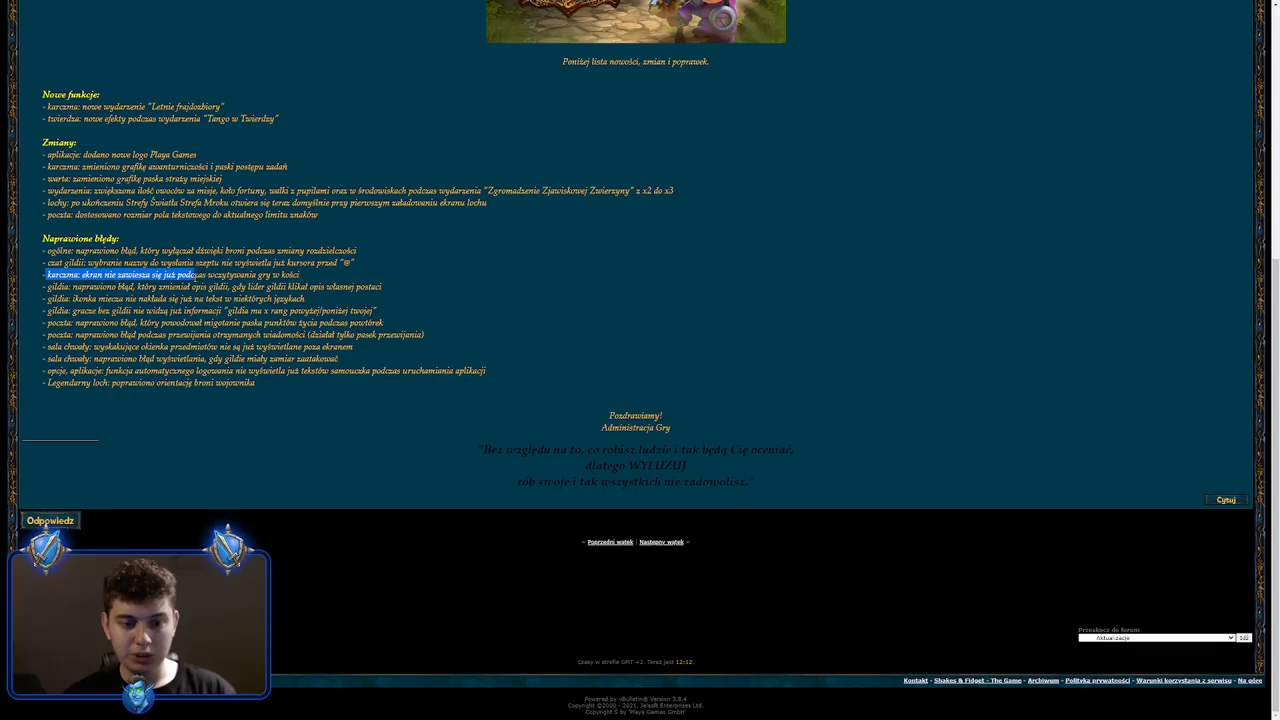 Poniżej lista nowości, zmian i poprawek.
Nowe funkcje:
- karczma: nowe wydarzenie "Letnie frajdozbiory"
- twierdza: nowe efekty podczas wydarzenia "Tango w Twierdzy"
Zmiany:
- aplikacje: dodano nowe logo Playa Games
- karczma: zmieniono grafikę awanturniczości i paski postępu zadań
- warta: zamieniono grafikę paska straży miejskiej
- wydarzenia: zwiększona ilość owoców za misje, koło fortuny, walki z pupilami oraz w środowiskach podczas wydarzenia "Zgromadzenie Zjawiskowej Zwierzyny" z x2 do x3
- lochy: po ukończeniu Strefy Światła Strefa Mroku otwiera się teraz domyślnie przy pierwszym załadowaniu ekranu lochu
- poczta: dostosowano rozmiar pola tekstowego do aktualnego limitu znaków
Naprawione błędy:
- ogólne: naprawiono błąd, który wyłączał dźwięki broni podczas zmiany rozdzielczości
- czat gildii: wybranie nazwy do wysłania szeptu nie wyświetla już kursora przed "@"
- karczma: ekran nie zawiesza się już podczas wczytywania gry w kości
- gildia: naprawiono błąd, który zmieniał opis gildii, gdy lider gildii klikał opis własnej postaci
- gildia: ikonka miecza nie nakłada się już na tekst w niektórych językach
- gildia: gracze bez gildii nie widzą już informacji "gildia ma x rang powyżej/poniżej twojej"
- poczta: naprawiono błąd, który powodował migotanie paska punktów życia podczas powtórek
- poczta: naprawiono błąd podczas przewijania otrzymanych wiadomości (działał tylko pasek przewijania)
- sala chwały: wyskakujące okienka przedmiotów nie są już wyświetlane poza ekranem
- sala chwały: naprawiono błąd wyświetlania, gdy gildie miały zamiar zaatakować
- opcje, aplikacje: funkcja automatycznego logowania nie wyświetla już tekstów samouczka podczas uruchamiania aplikacji
- Legendarny loch: poprawiono orientację broni wojownika
Pozdrawiamy!
Administracja Gry
"Bez względu na to, co robisz ludzie i tak będą Cię oceniać,
dlatego WYLUZUJ
rób swoje i tak wszystkich nie zadowolisz."
Cytuj
Odpowiedz
« Poprzedni wątek | Następny wątek »
Przeskocz do forum
Aktualizacje
Czasy w strefie GMT +2. Teraz jest 12:12.
Kontakt - Shakes & Fidget - The Game - Archiwum - Polityka prywatności - Warunki korzystania z serwisu - Na górę
Powered by vBulletin® Version 3.8.4
Copyright ©2000 - 2021, Jelsoft Enterprises Ltd.
Copyright S by "Playa Games GmbH"